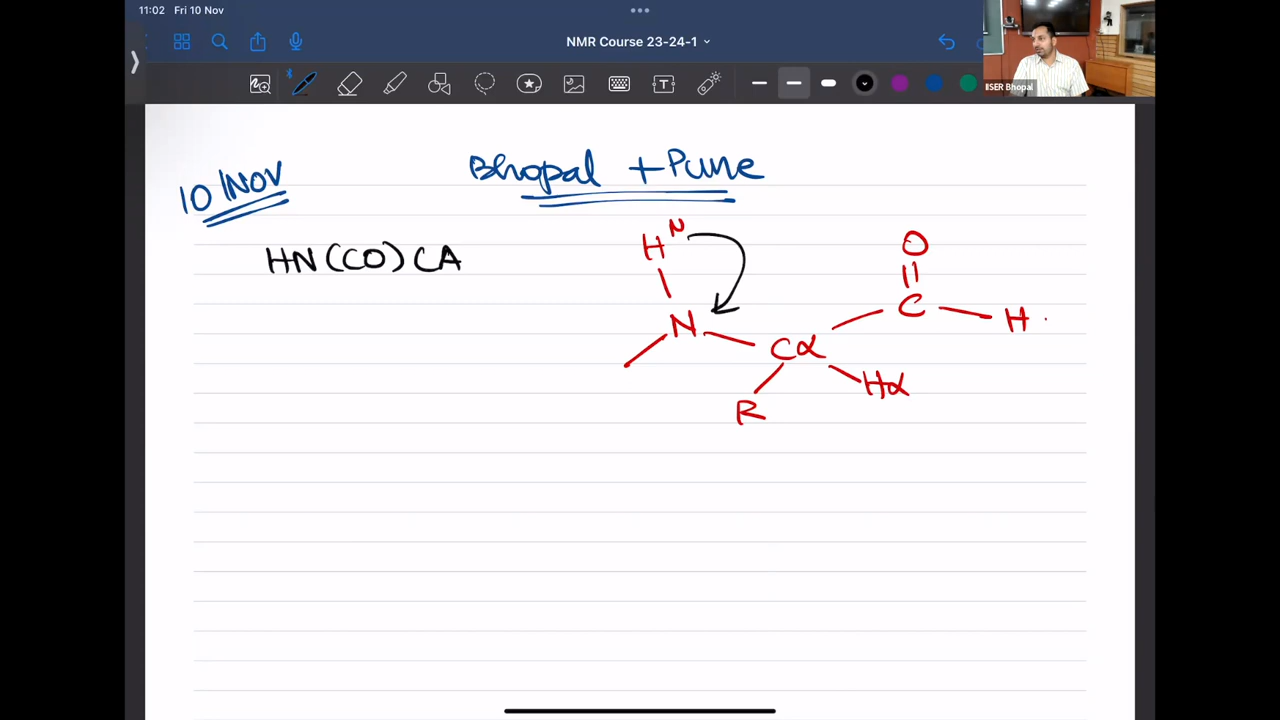 11:02 Fri 10 Nov
NMR Course 23-24-1
IISER Bhopal
10 Nov
Bhopal + Pune
HN(CO)CA
H N
O
||
N
C
H
Cα
Hα
R